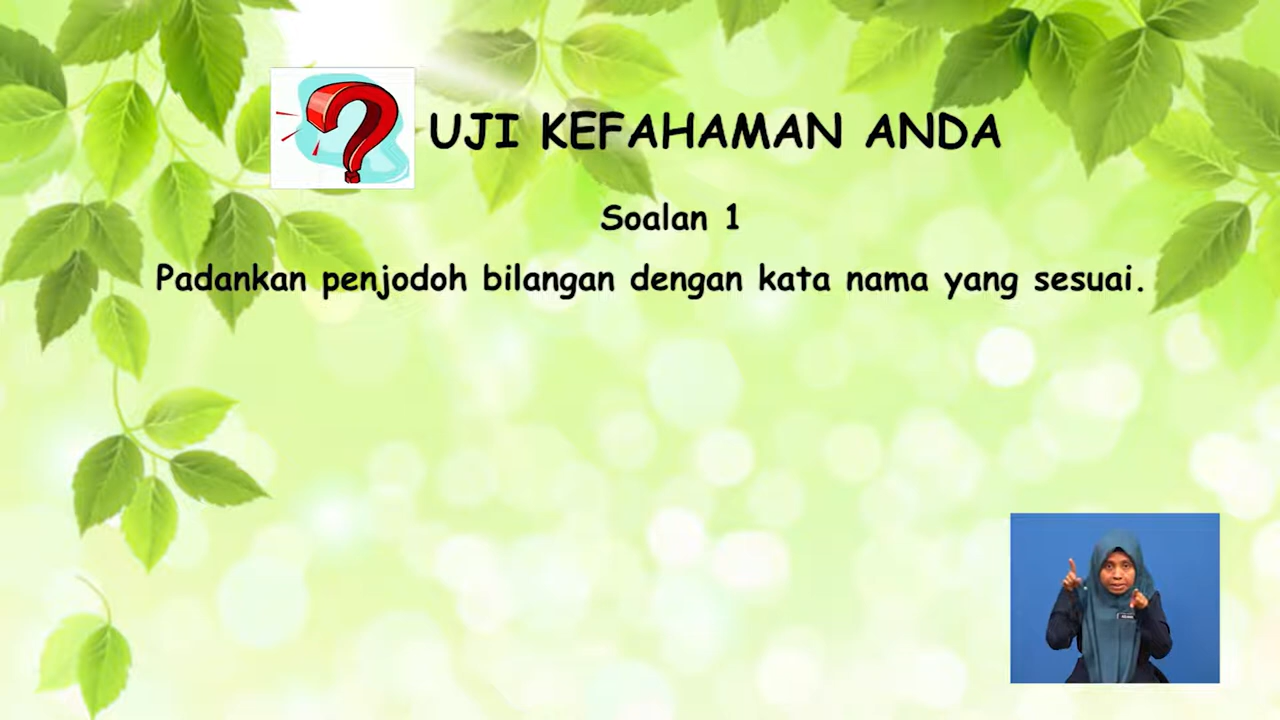 UJI KEFAHAMAN ANDA
Soalan 1
Padankan penjodoh bilangan dengan kata nama yang sesuai.